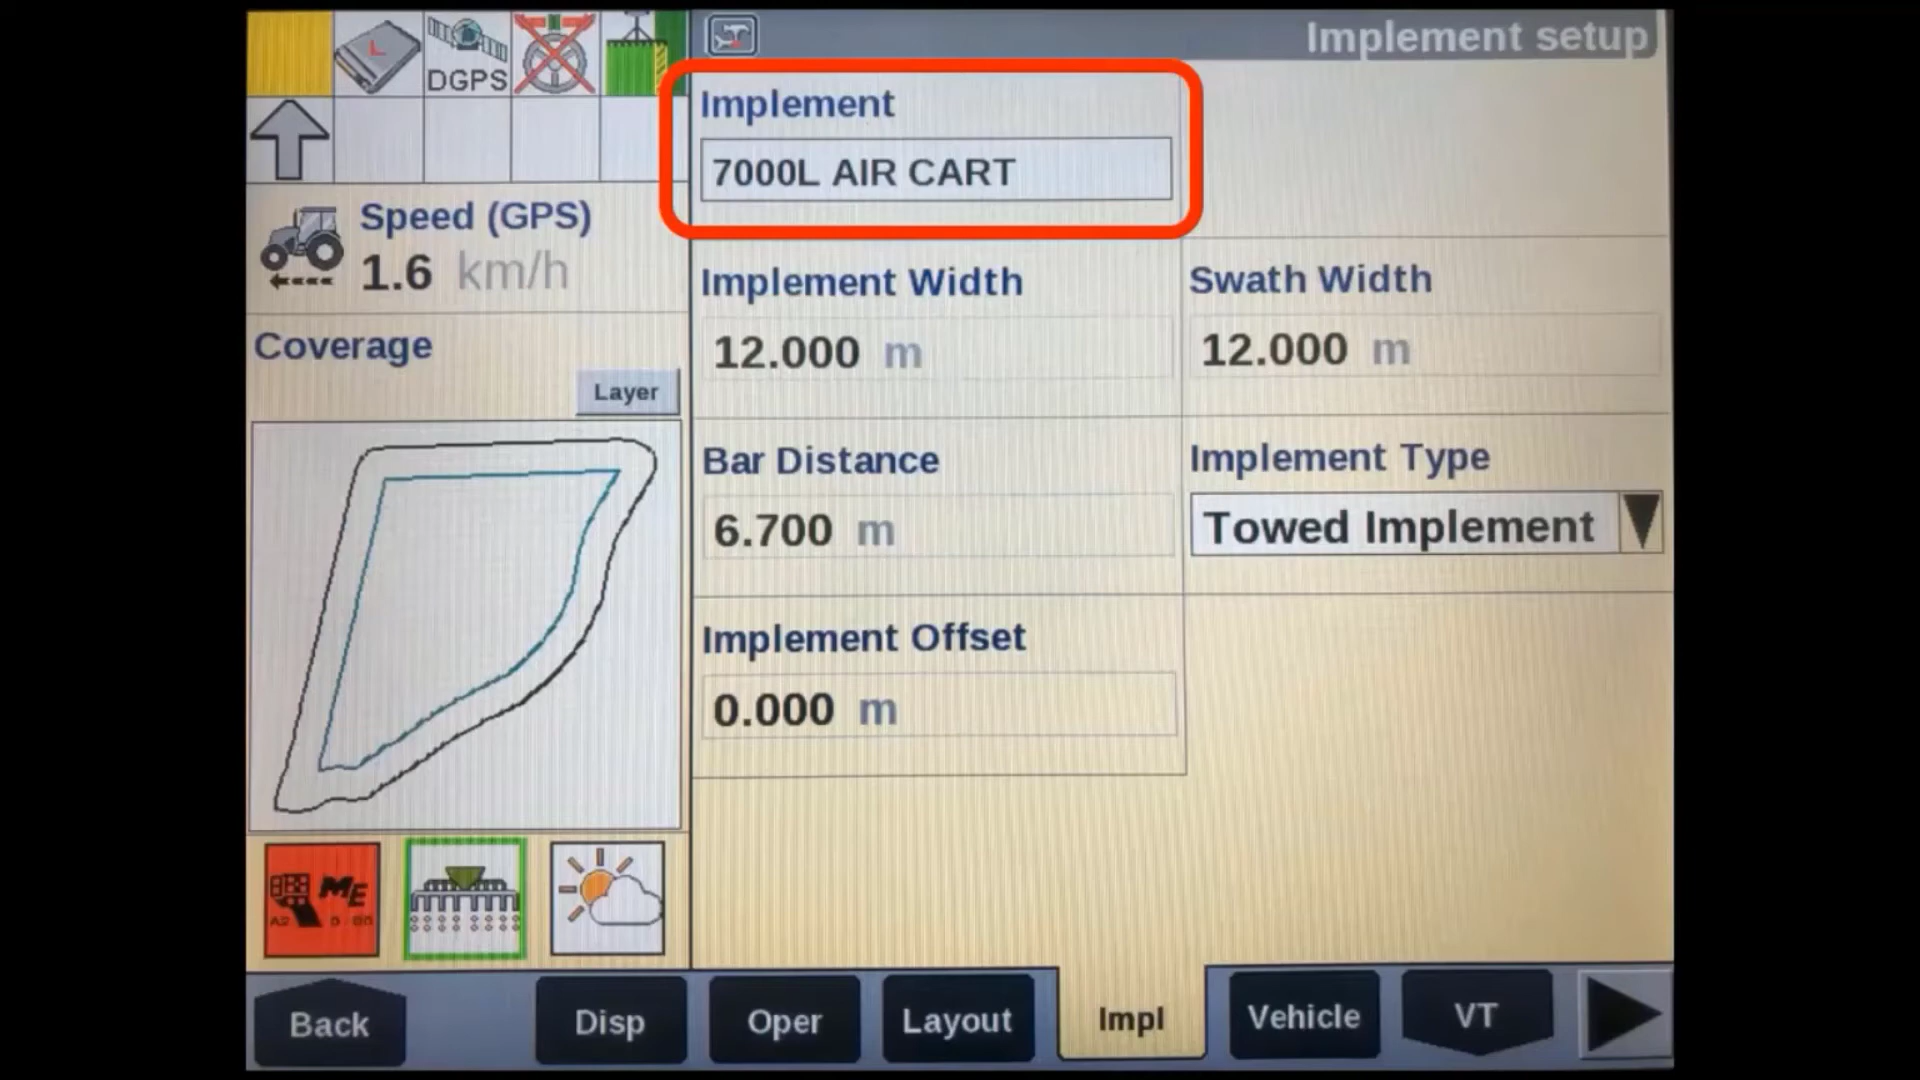 Implement setup
L
DGPS
Implement
7000L AIR CART
Speed (GPS)
1.6 km/h
Implement Width
12.000 m
Swath Width
12.000 m
Coverage
Layer
Bar Distance
6.700 m
Implement Type
Towed Implement
Implement Offset
0.000 m
ME
Back
Disp
Oper
Layout
Impl
Vehicle
VT